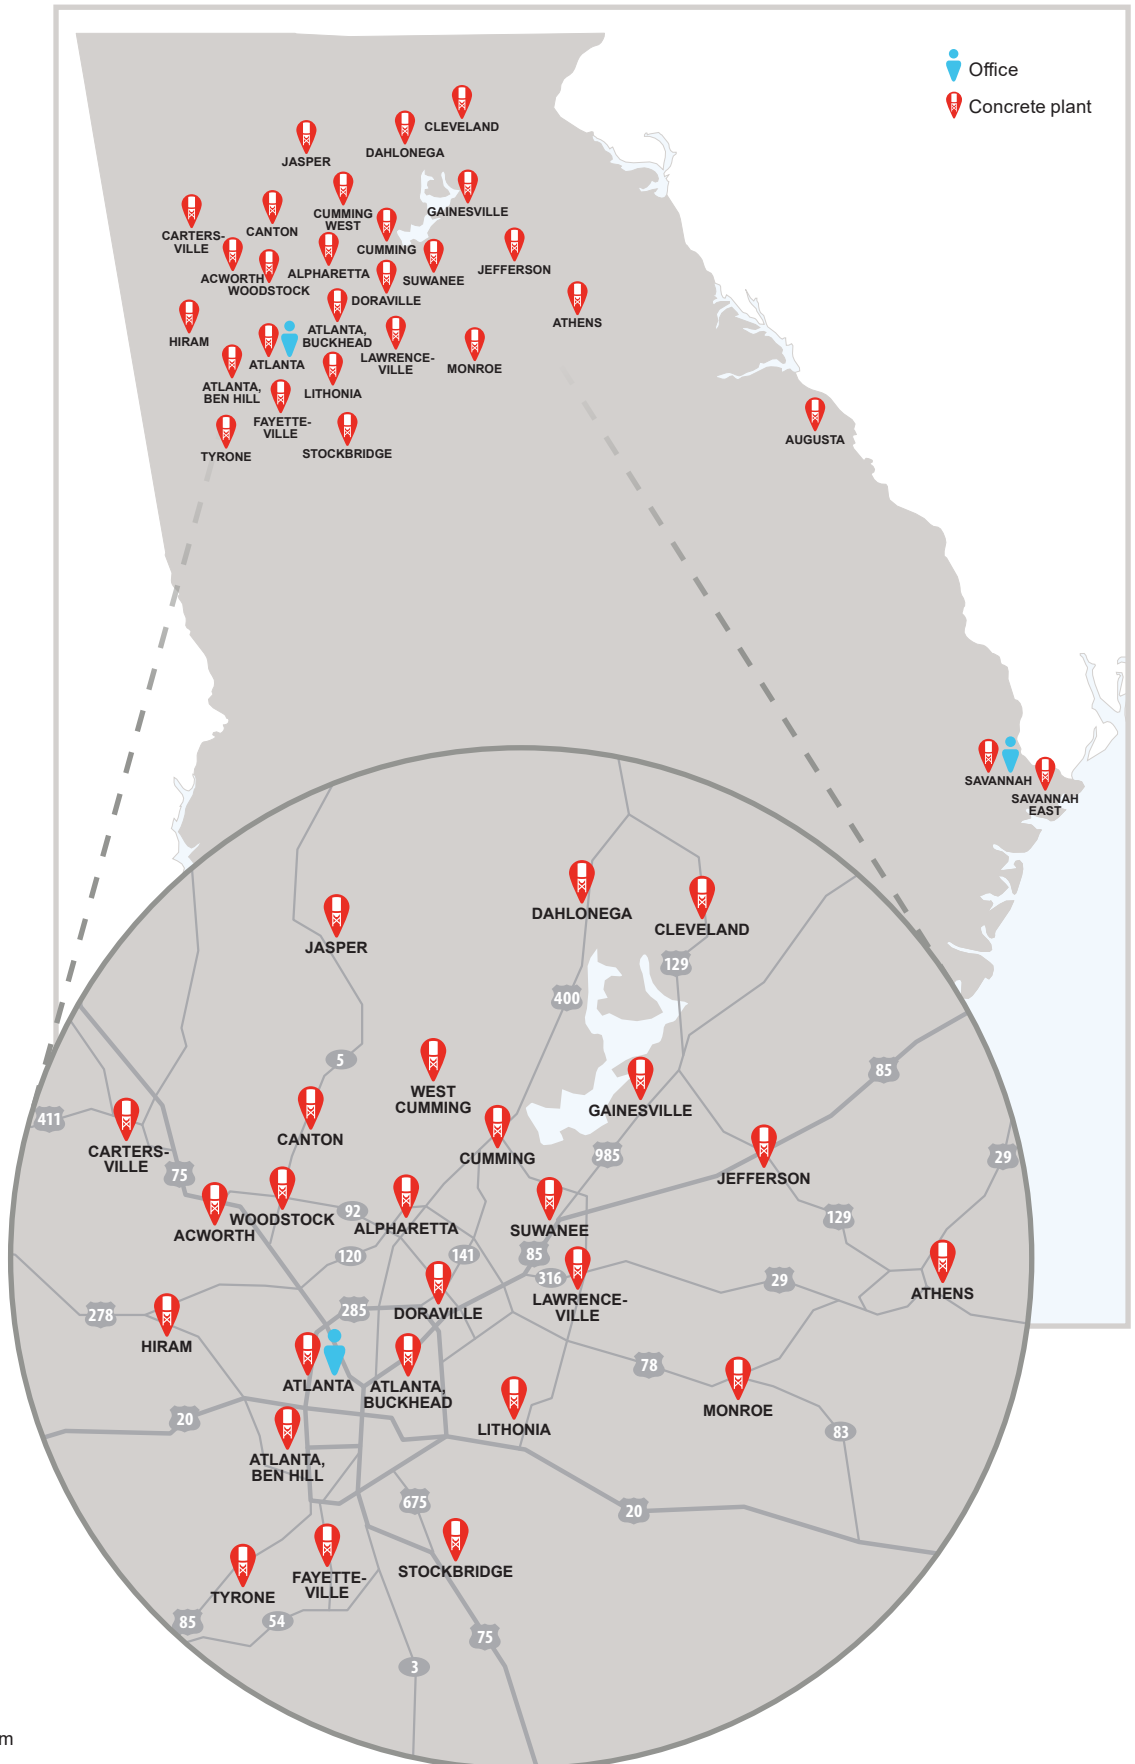 Office
Concrete plant
CLEVELAND
DAHLONEGA
JASPER
GAINESVILLE
CUMMING
WEST
CANTON
CARTERS-
VILLE
CUMMING
JEFFERSON
ALPHARETTA
SUWANEE
ACWORTH
WOODSTOCK
DORAVILLE
ATHENS
HIRAM
ATLANTA,
BUCKHEAD
LAWRENCE-
VILLE
MONROE
ATLANTA
ATLANTA,
BEN HILL
LITHONIA
FAYETTE-
VILLE
TYRONE
STOCKBRIDGE
AUGUSTA
SAVANNAH
SAVANNAH
EAST
DAHLONEGA
CLEVELAND
JASPER
129
400
5
85
WEST
CUMMING
GAINESVILLE
411
CANTON
CARTERS-
VILLE
CUMMING
985
29
75
JEFFERSON
92
129
WOODSTOCK
ACWORTH
ALPHARETTA
SUWANEE
120
141
85
316
29
LAWRENCE-
VILLE
ATHENS
278
285
DORAVILLE
HIRAM
78
ATLANTA
ATLANTA,
BUCKHEAD
MONROE
20
LITHONIA
83
ATLANTA,
BEN HILL
675
20
STOCKBRIDGE
FAYETTE-
VILLE
TYRONE
85
54
75
3
m